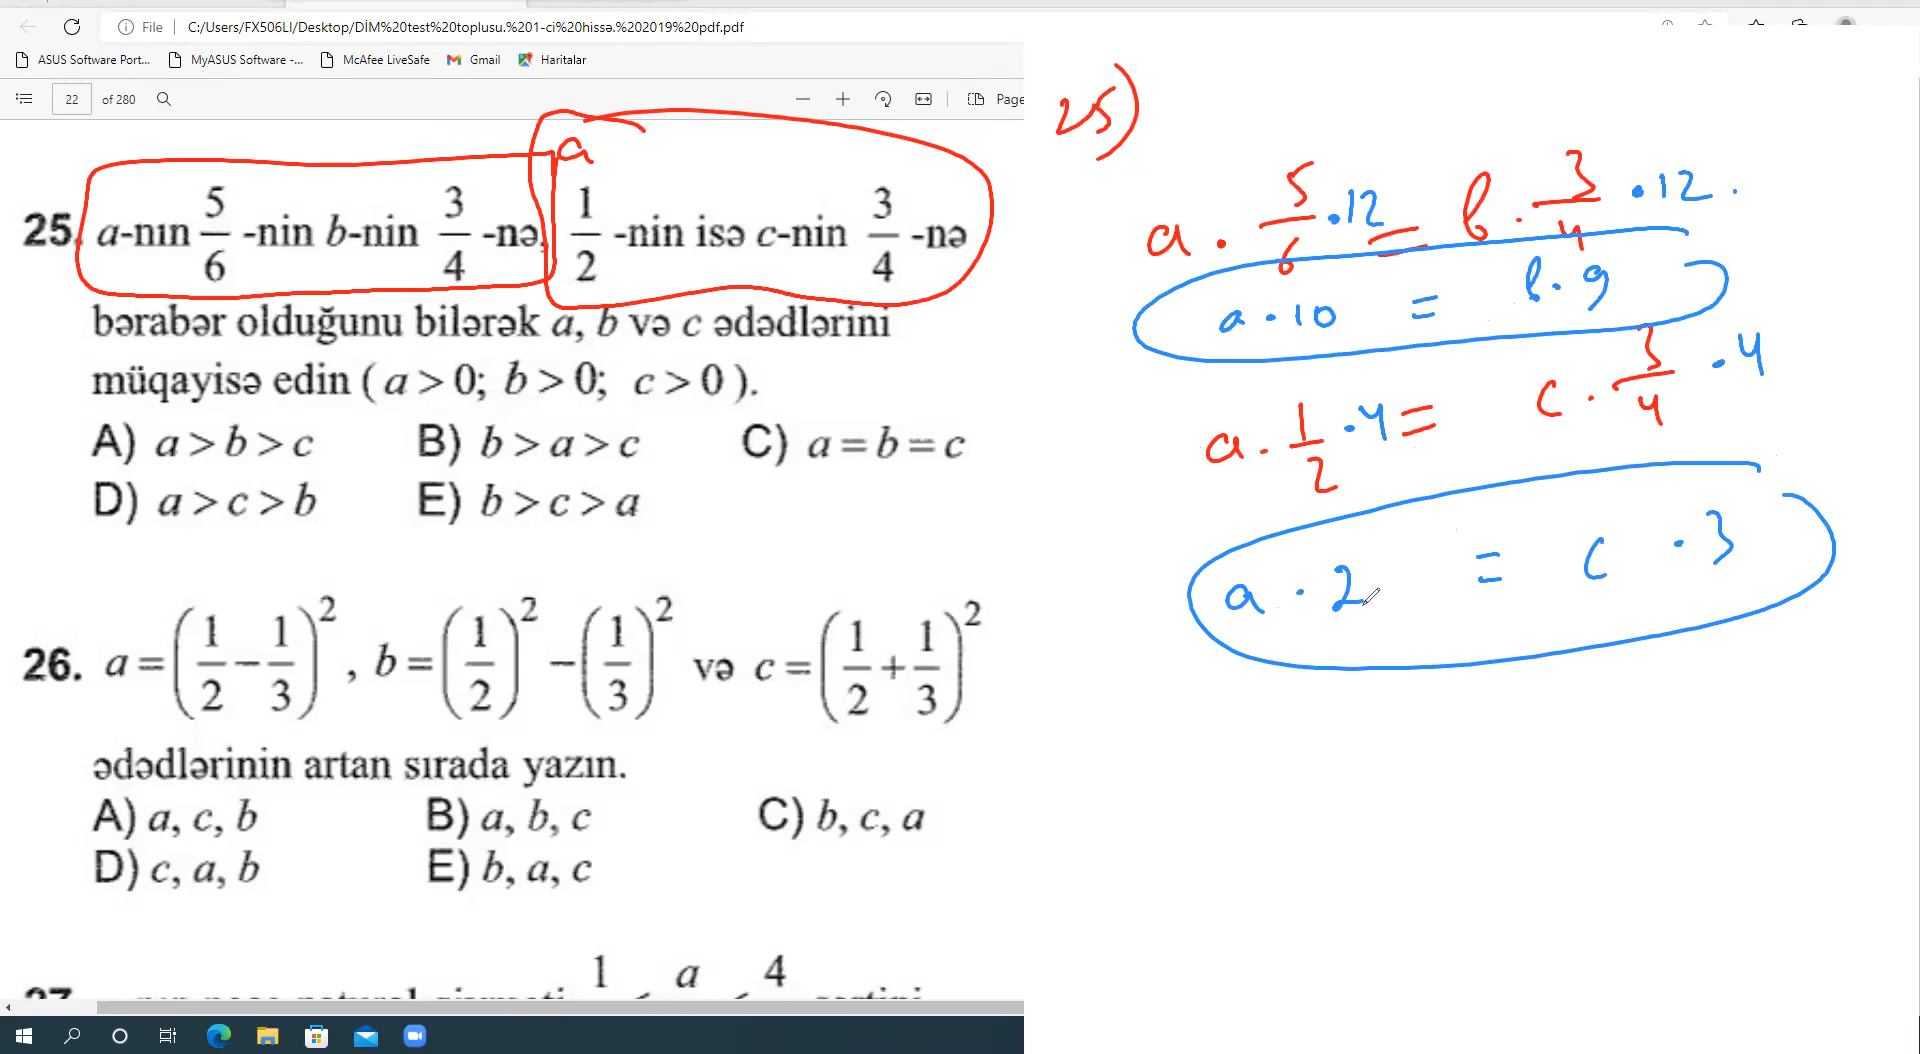 File C:/Users/FX506LI/Desktop/DİM%20test%20toplusu.%201-ci%20hissə.%202019%20pdf.pdf
ASUS Software Port... MyASUS Software -... McAfee LiveSafe Gmail Haritalar
22 of 280 Page
25)
a
25. a-nın 5/6 -nin b-nin 3/4 -nə, 1/2 -nin isə c-nin 3/4 -nə
bərabər olduğunu bilərək a, b və c ədədlərini
müqayisə edin ( a > 0; b > 0; c > 0 ).
A) a > b > c B) b > a > c C) a = b = c
D) a > c > b E) b > c > a
26. a = (1/2 − 1/3)², b = (1/2)² − (1/3)² və c = (1/2 + 1/3)²
ədədlərinin artan sırada yazın.
A) a, c, b B) a, b, c C) b, c, a
D) c, a, b E) b, a, c
1 a 4
a · 5/6 · 12 = b · 3/4 · 12 .
a · 10 = b · 9
a · 1/2 · 4 = c · 3/4 · 4
a · 2 = c · 3